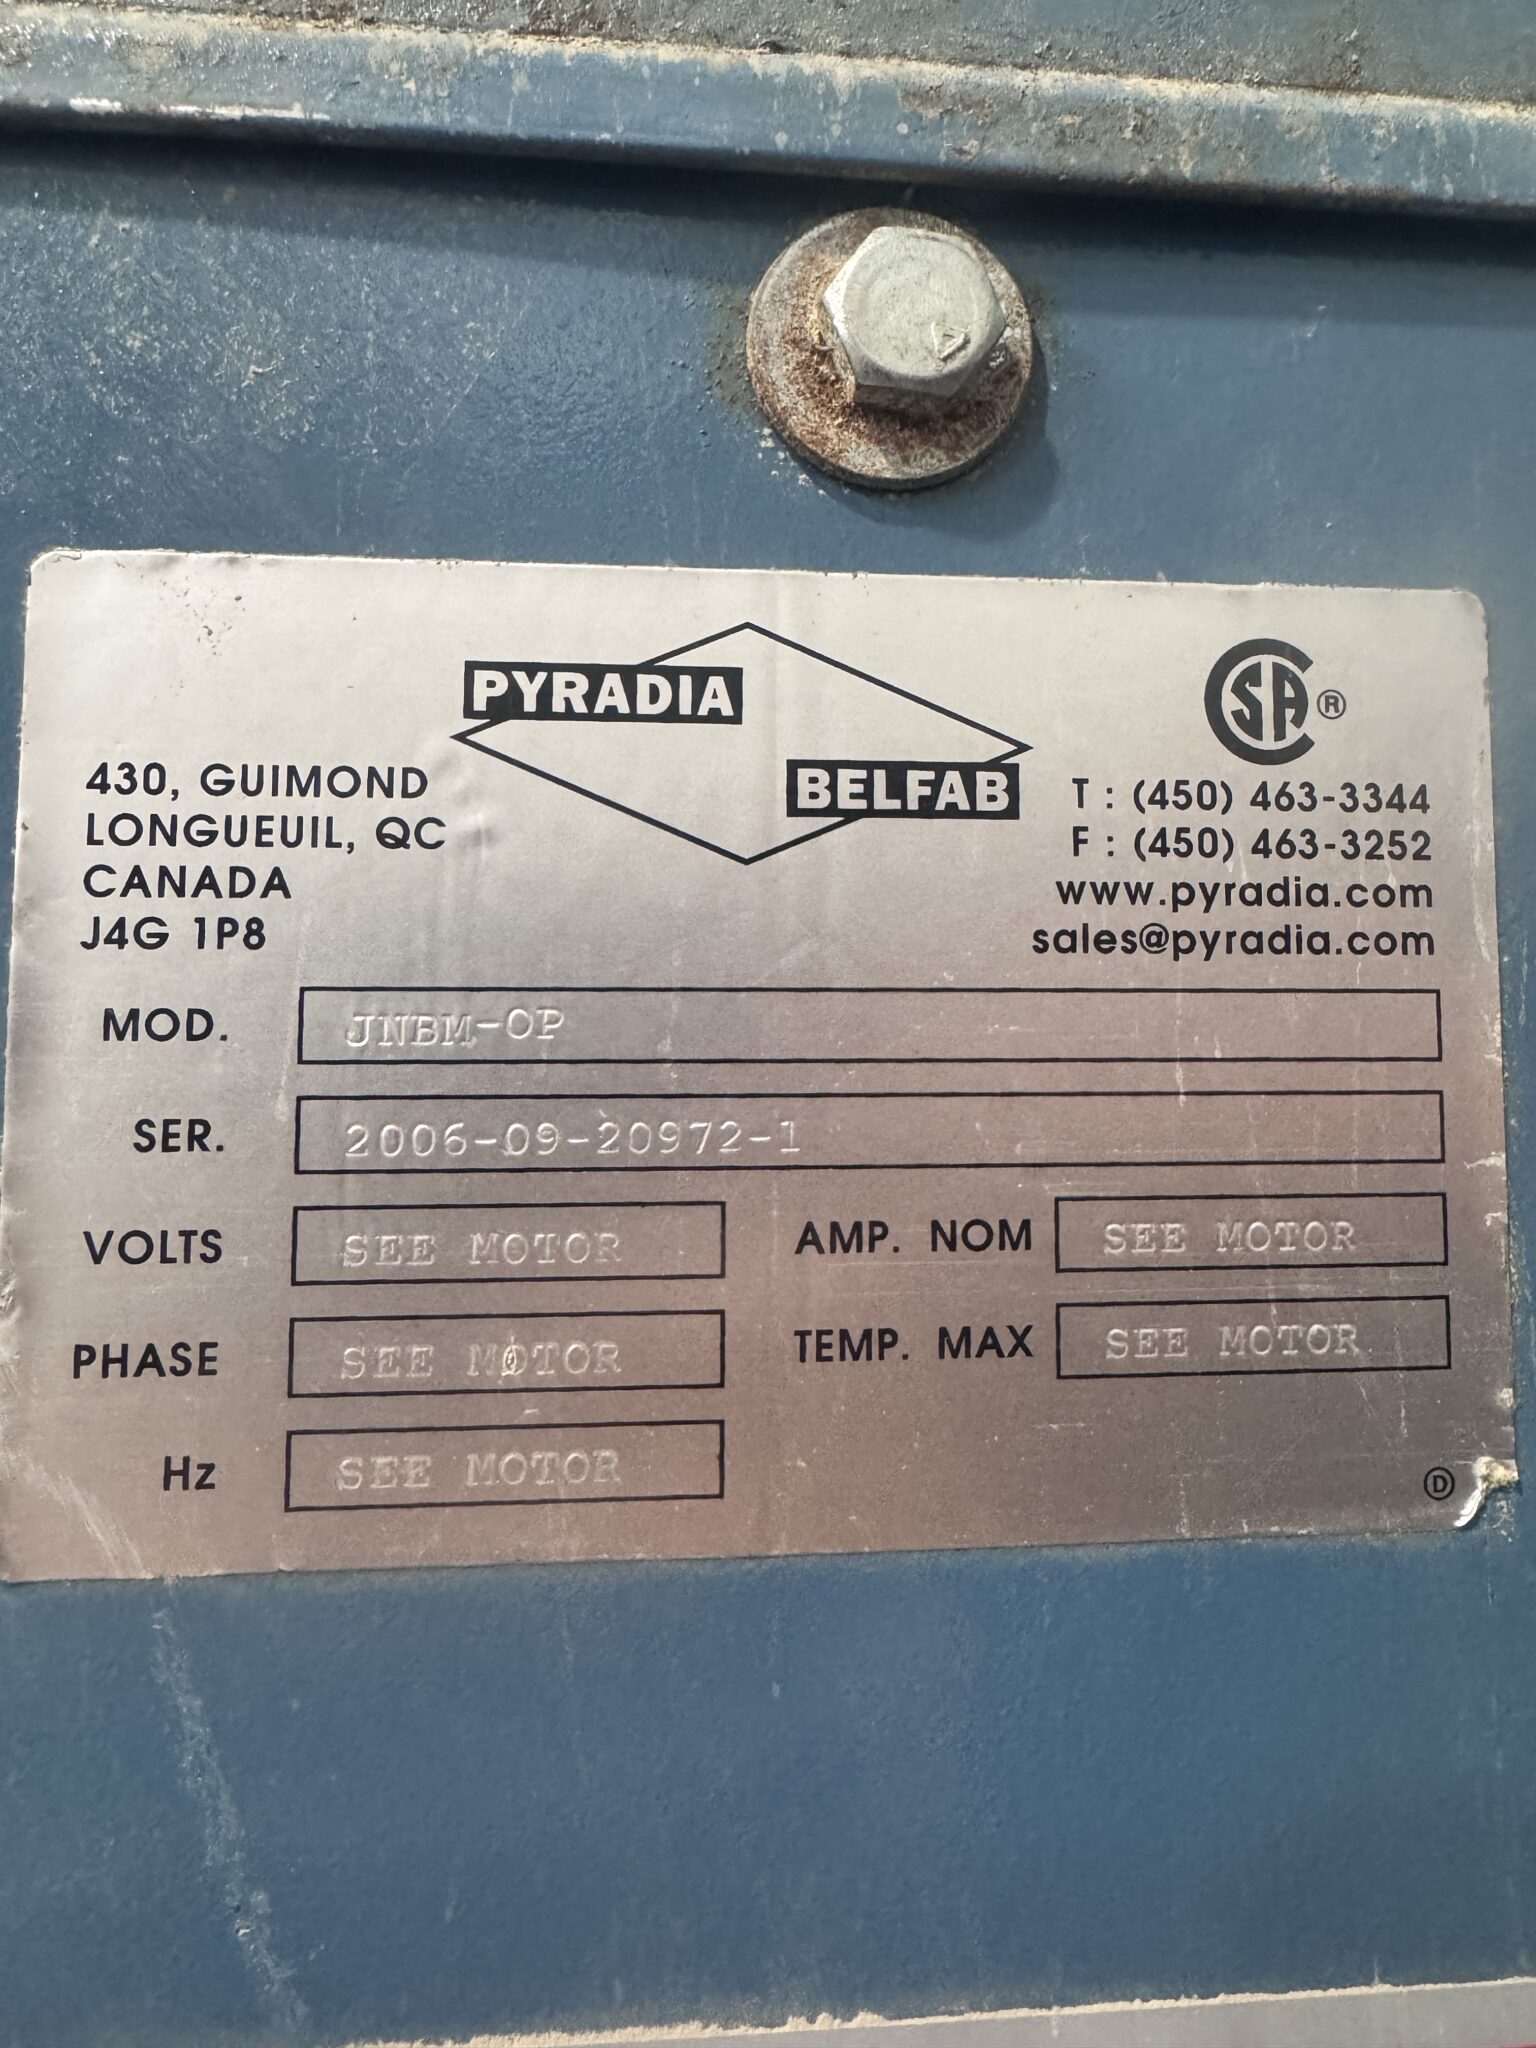 PYRADIA
BELFAB
CSA ®
430, GUIMOND
LONGUEUIL, QC
CANADA
J4G 1P8
T : (450) 463-3344
F : (450) 463-3252
www.pyradia.com
sales@pyradia.com
MOD. JNBM-OP
SER. 2006-09-20972-1
VOLTS SEE MOTOR AMP. NOM SEE MOTOR
PHASE SEE MOTOR TEMP. MAX SEE MOTOR
Hz SEE MOTOR
Ⓓ